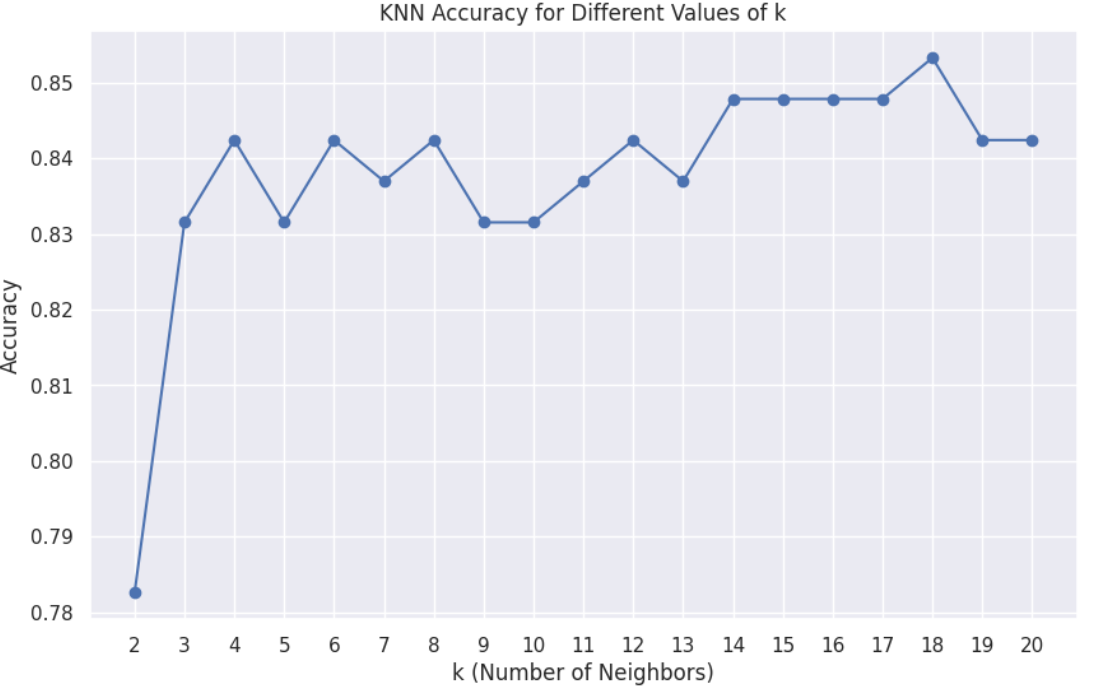 KNN Accuracy for Different Values of k
Accuracy
0.85
0.84
0.83
0.82
0.81
0.80
0.79
0.78
2 3 4 5 6 7 8 9 10 11 12 13 14 15 16 17 18 19 20
k (Number of Neighbors)